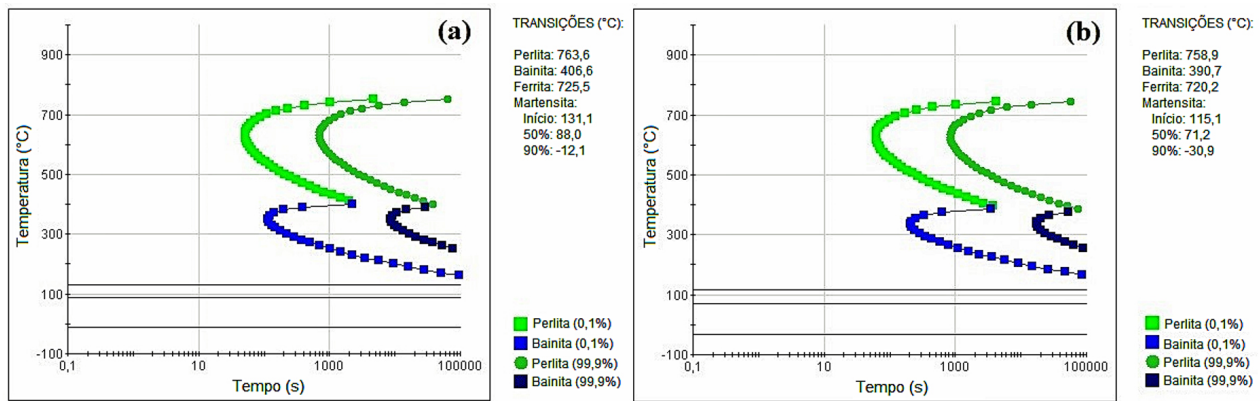 (a)
900
700
500
300
100
-100
0,1
10
1000
100000
Temperatura (°C)
Tempo (s)
TRANSIÇÕES (°C):
Perlita: 763,6
Bainita: 406,6
Ferrita: 725,5
Martensita:
Início: 131,1
50%: 88,0
90%: -12,1
Perlita (0,1%)
Bainita (0,1%)
Perlita (99,9%)
Bainita (99,9%)
(b)
900
700
500
300
100
-100
0,1
10
1000
100000
Temperatura (°C)
Tempo (s)
TRANSIÇÕES (°C):
Perlita: 758,9
Bainita: 390,7
Ferrita: 720,2
Martensita:
Início: 115,1
50%: 71,2
90%: -30,9
Perlita (0,1%)
Bainita (0,1%)
Perlita (99,9%)
Bainita (99,9%)